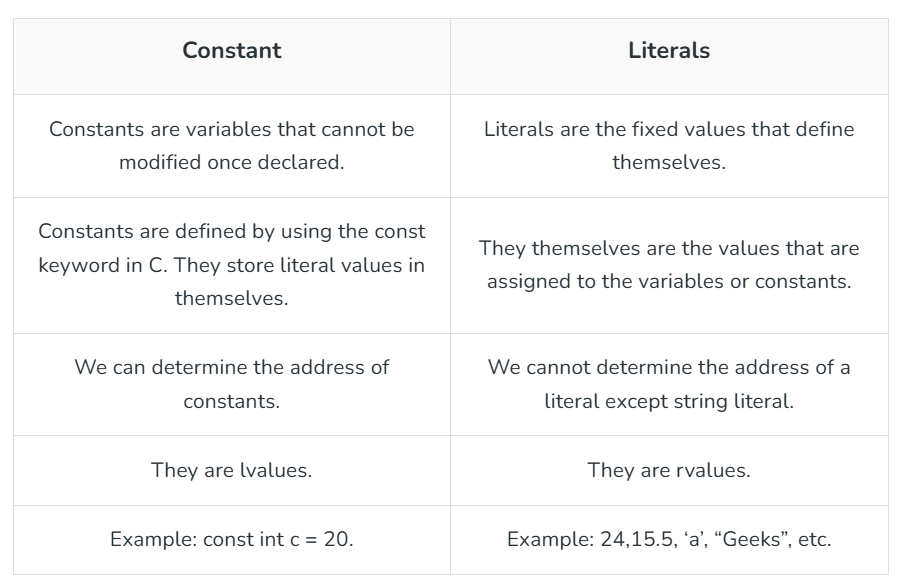 Constant
Literals
Constants are variables that cannot be
modified once declared.
Literals are the fixed values that define
themselves.
Constants are defined by using the const
keyword in C. They store literal values in
themselves.
They themselves are the values that are
assigned to the variables or constants.
We can determine the address of
constants.
We cannot determine the address of a
literal except string literal.
They are lvalues.
They are rvalues.
Example: const int c = 20.
Example: 24,15.5, ‘a’, “Geeks”, etc.